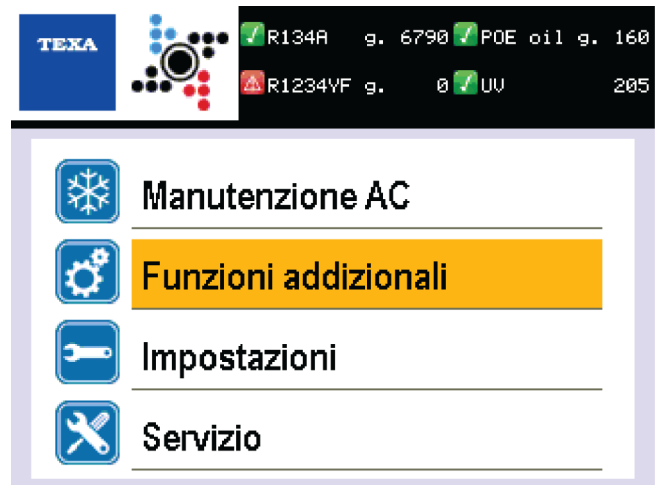 TEXA
R134A g. 6790 POE oil g. 160
R1234YF g. 0 UV 205
Manutenzione AC
Funzioni addizionali
Impostazioni
Servizio